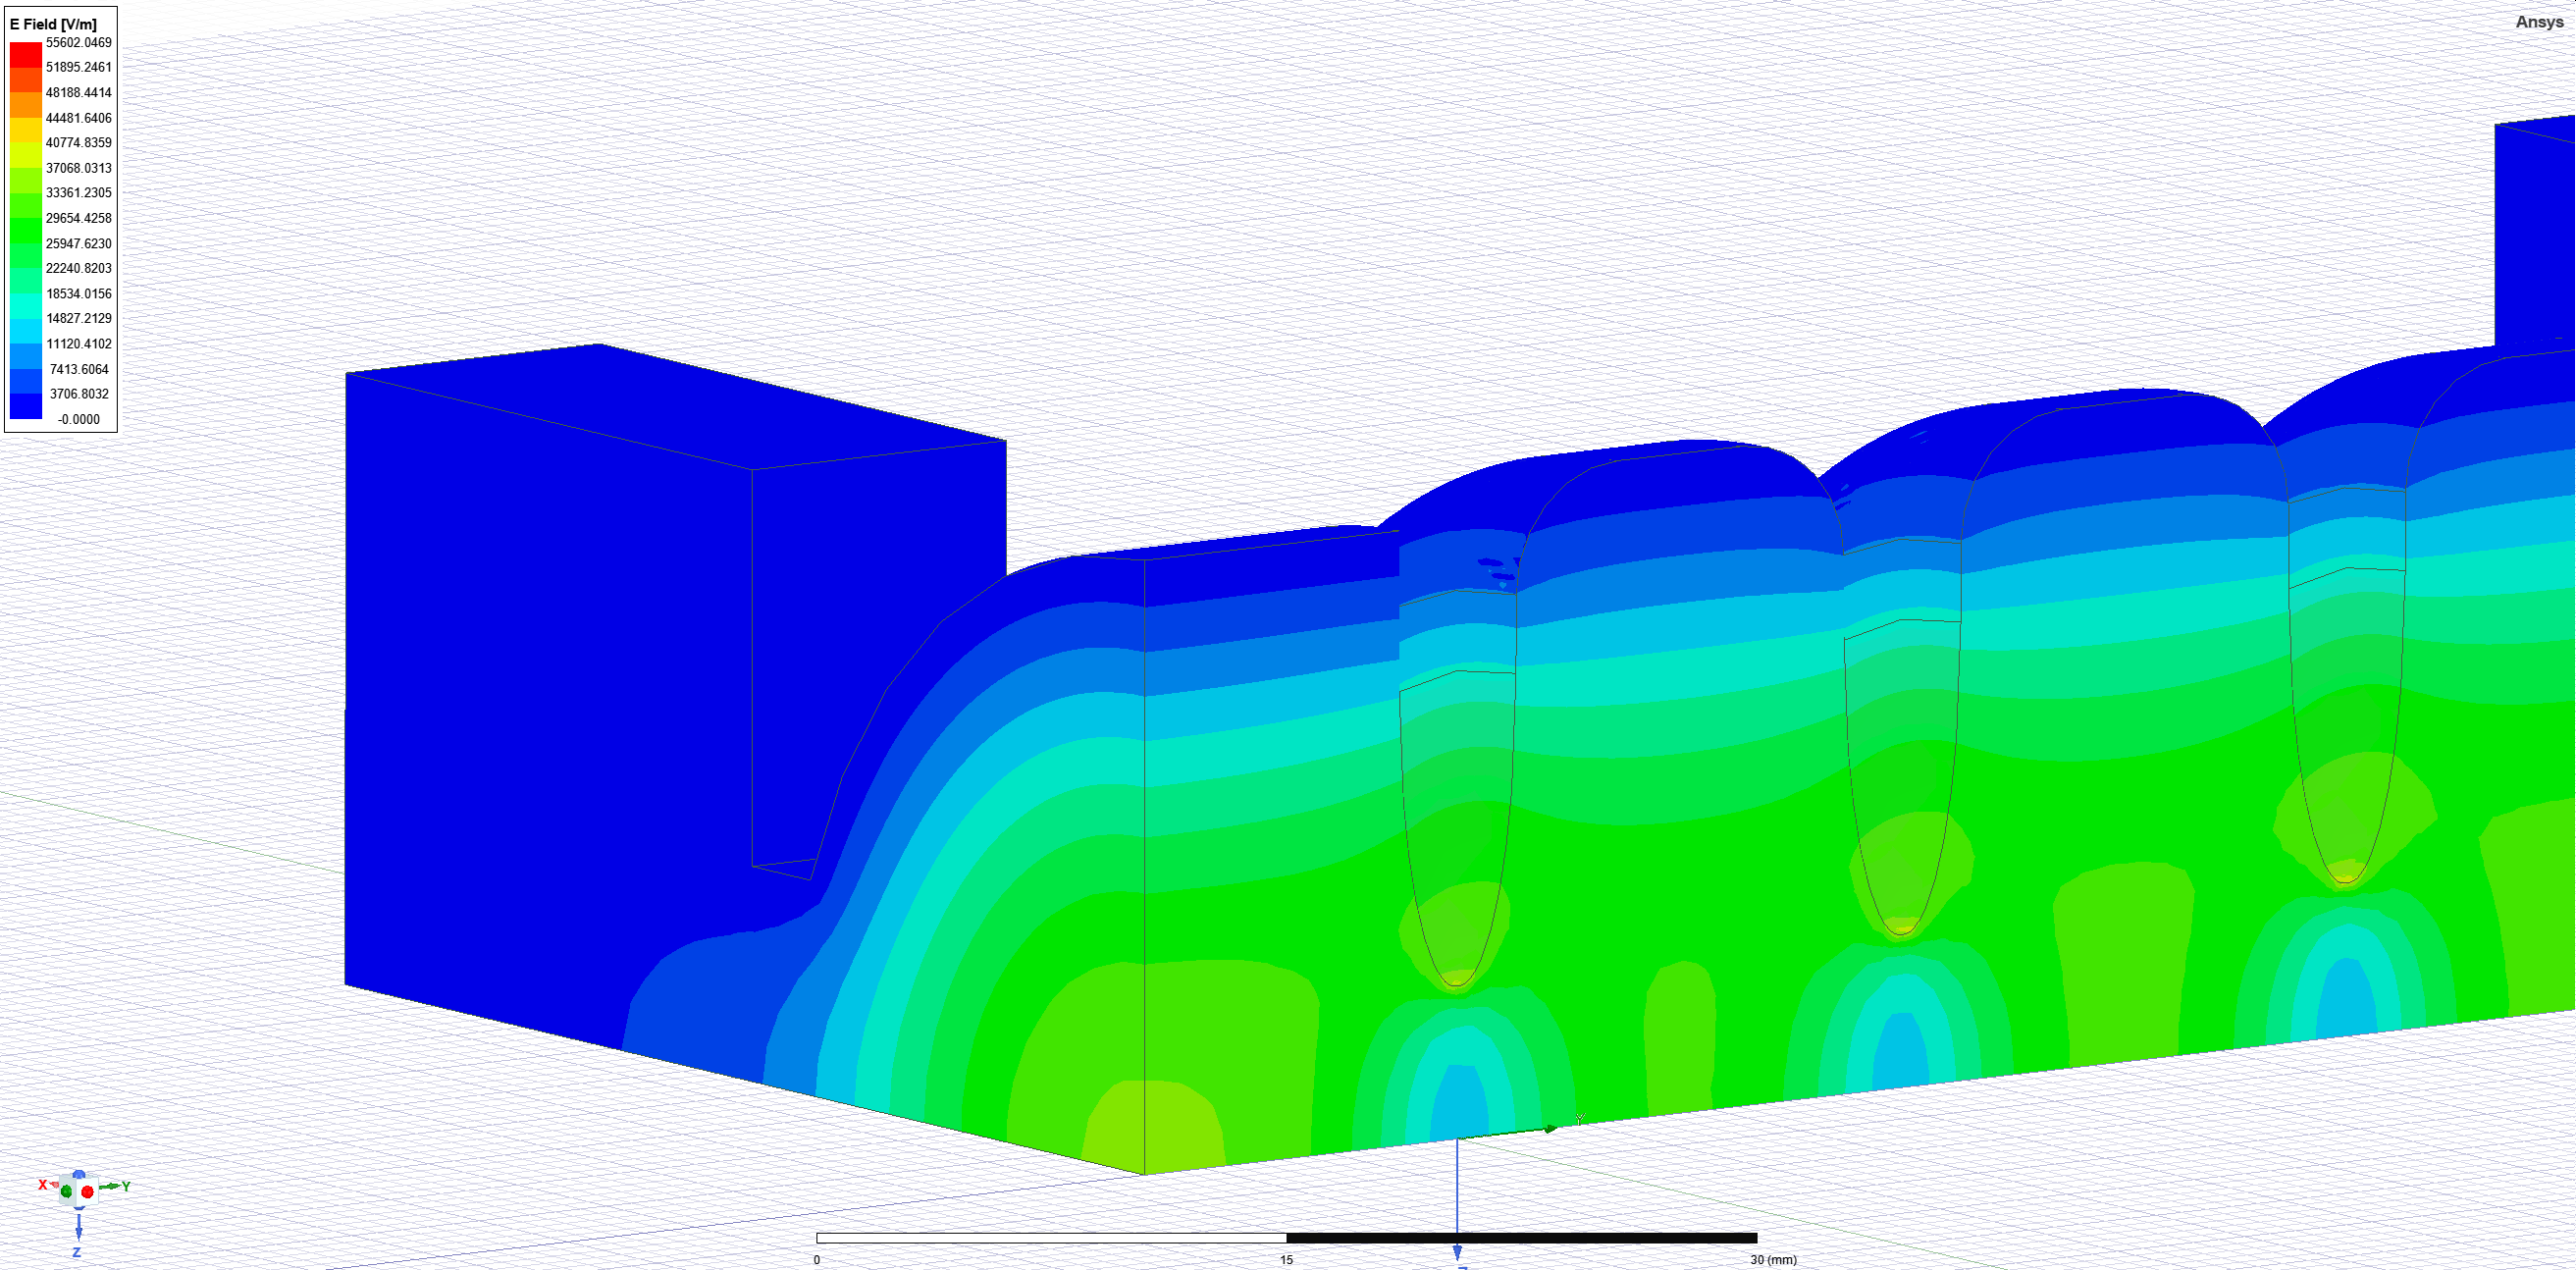 E Field [V/m]
55602.0469
51895.2461
48188.4414
44481.6406
40774.8359
37068.0313
33361.2305
29654.4258
25947.6230
22240.8203
18534.0156
14827.2129
11120.4102
7413.6064
3706.8032
-0.0000
Ansys
Y
X
Y
Z
0
15
30 (mm)